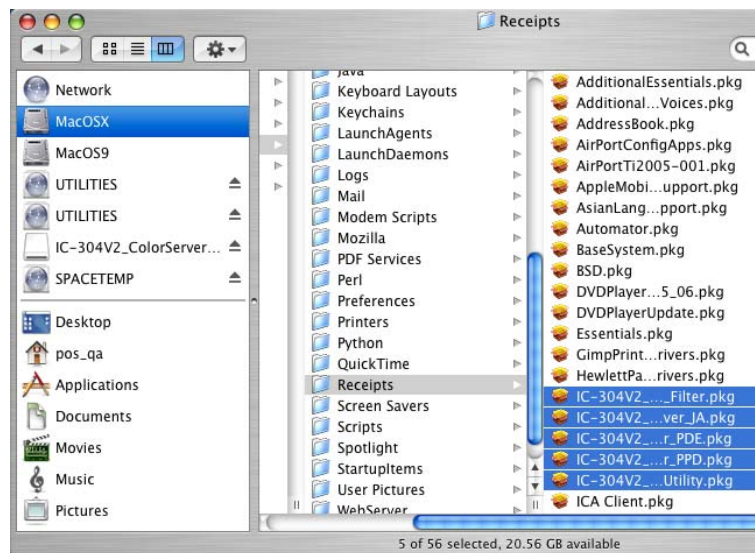 Receipts
Network
MacOSX
MacOS9
UTILITIES
UTILITIES
IC-304V2_ColorServer...
SPACETEMP
Desktop
pos_qa
Applications
Documents
Movies
Music
Pictures
Java
Keyboard Layouts
Keychains
LaunchAgents
LaunchDaemons
Logs
Mail
Modem Scripts
Mozilla
PDF Services
Perl
Preferences
Printers
Python
QuickTime
Receipts
Screen Savers
Scripts
Spotlight
StartupItems
User Pictures
WebServer
AdditionalEssentials.pkg
Additional...Voices.pkg
AddressBook.pkg
AirPortConfigApps.pkg
AirPortTi2005-001.pkg
AppleMobi...upport.pkg
AsianLang...pport.pkg
Automator.pkg
BaseSystem.pkg
BSD.pkg
DVDPlayer...5_06.pkg
DVDPlayerUpdate.pkg
Essentials.pkg
GimpPrint...rivers.pkg
HewlettPa...rivers.pkg
IC-304V2_..._Filter.pkg
IC-304V2_...ver_JA.pkg
IC-304V2_...r_PDE.pkg
IC-304V2_...r_PPD.pkg
IC-304V2_...Utility.pkg
ICA Client.pkg
5 of 56 selected, 20.56 GB available